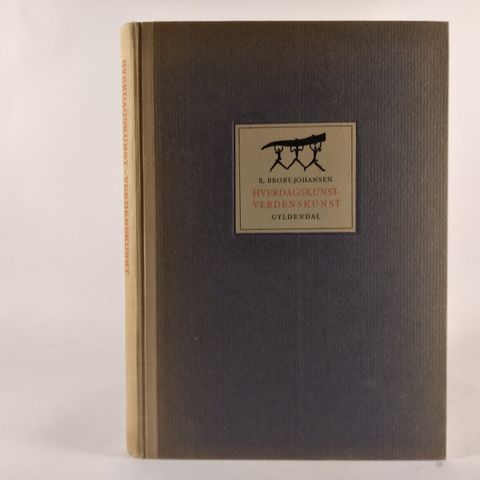 HVERDAGSKUNST-VERDENSKUNST
R. BROBY-JOHANSEN
HVERDAGSKUNST-
VERDENSKUNST
GYLDENDAL